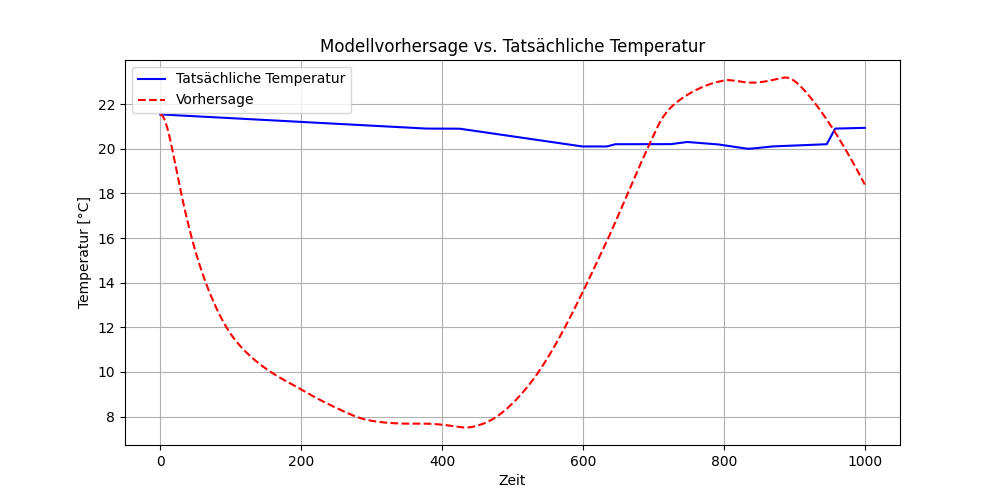 Modellvorhersage vs. Tatsächliche Temperatur
Tatsächliche Temperatur
Vorhersage
Temperatur [°C]
22
20
18
16
14
12
10
8
0 200 400 600 800 1000
Zeit